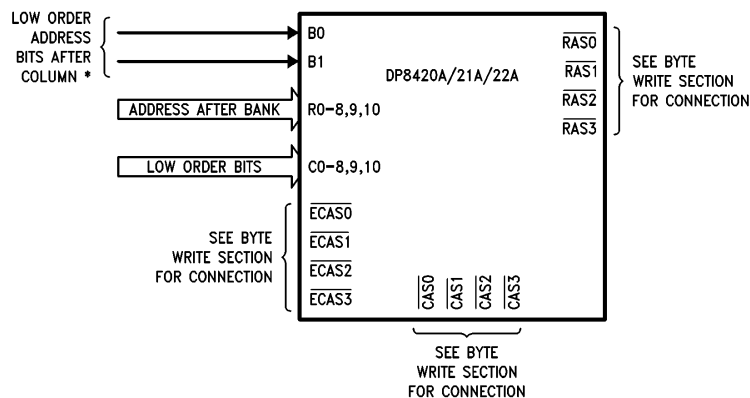 LOW ORDER
ADDRESS
BITS AFTER
COLUMN *
B0
B1
DP8420A/21A/22A
ADDRESS AFTER BANK
R0-8,9,10
LOW ORDER BITS
C0-8,9,10
RAS0
RAS1
RAS2
RAS3
SEE BYTE
WRITE SECTION
FOR CONNECTION
SEE BYTE
WRITE SECTION
FOR CONNECTION
ECAS0
ECAS1
ECAS2
ECAS3
CAS0
CAS1
CAS2
CAS3
SEE BYTE
WRITE SECTION
FOR CONNECTION